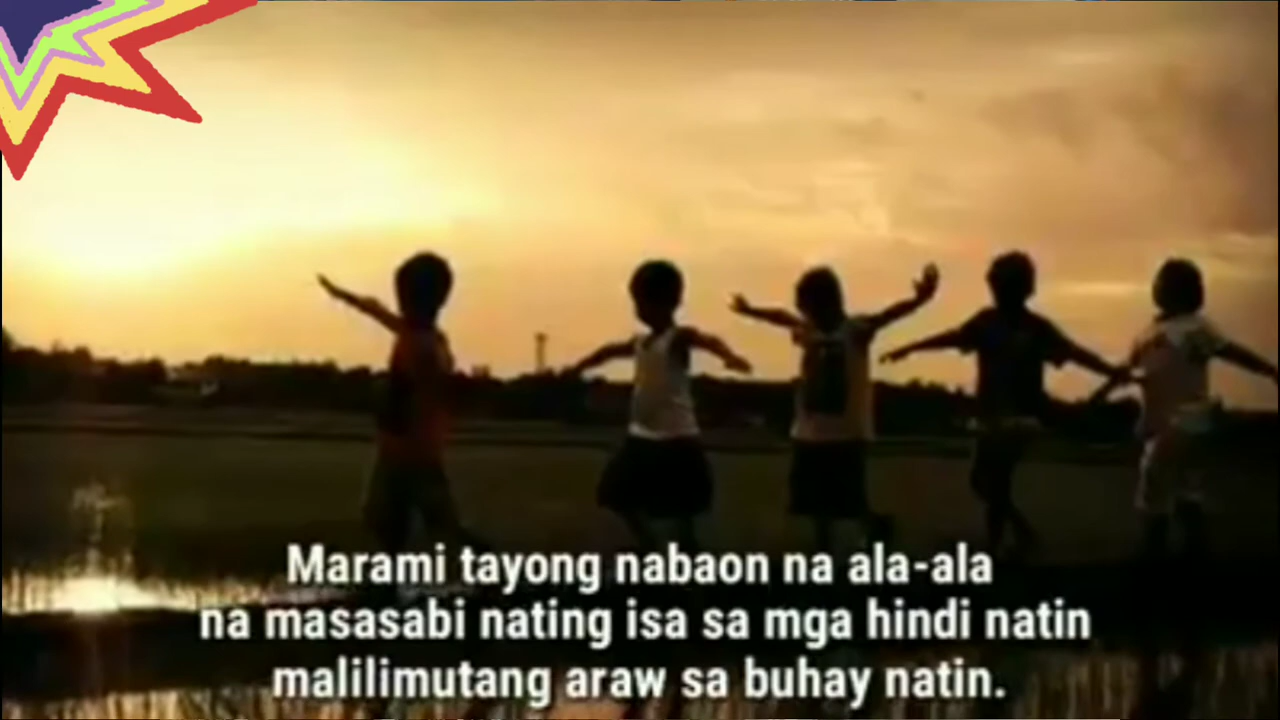 Marami tayong nabaon na ala-ala
na masasabi nating isa sa mga hindi natin
malilimutang araw sa buhay natin.